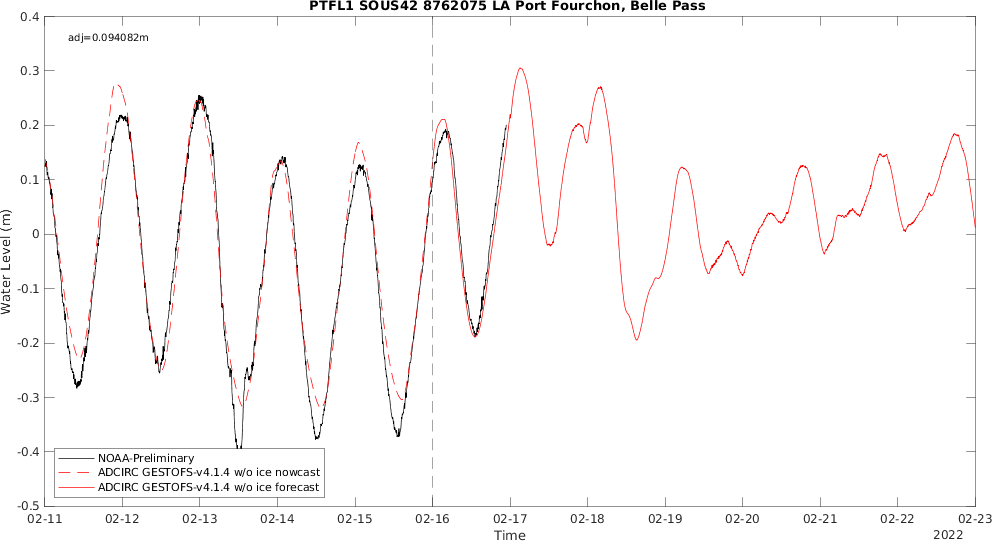 PTFL1 SOUS42 8762075 LA Port Fourchon, Belle Pass
adj=0.094082m
0.4
0.3
0.2
0.1
0
-0.1
-0.2
-0.3
-0.4
-0.5
Water Level (m)
NOAA-Preliminary
ADCIRC GESTOFS-v4.1.4 w/o ice nowcast
ADCIRC GESTOFS-v4.1.4 w/o ice forecast
02-11 02-12 02-13 02-14 02-15 02-16 02-17 02-18 02-19 02-20 02-21 02-22 02-23
Time
2022